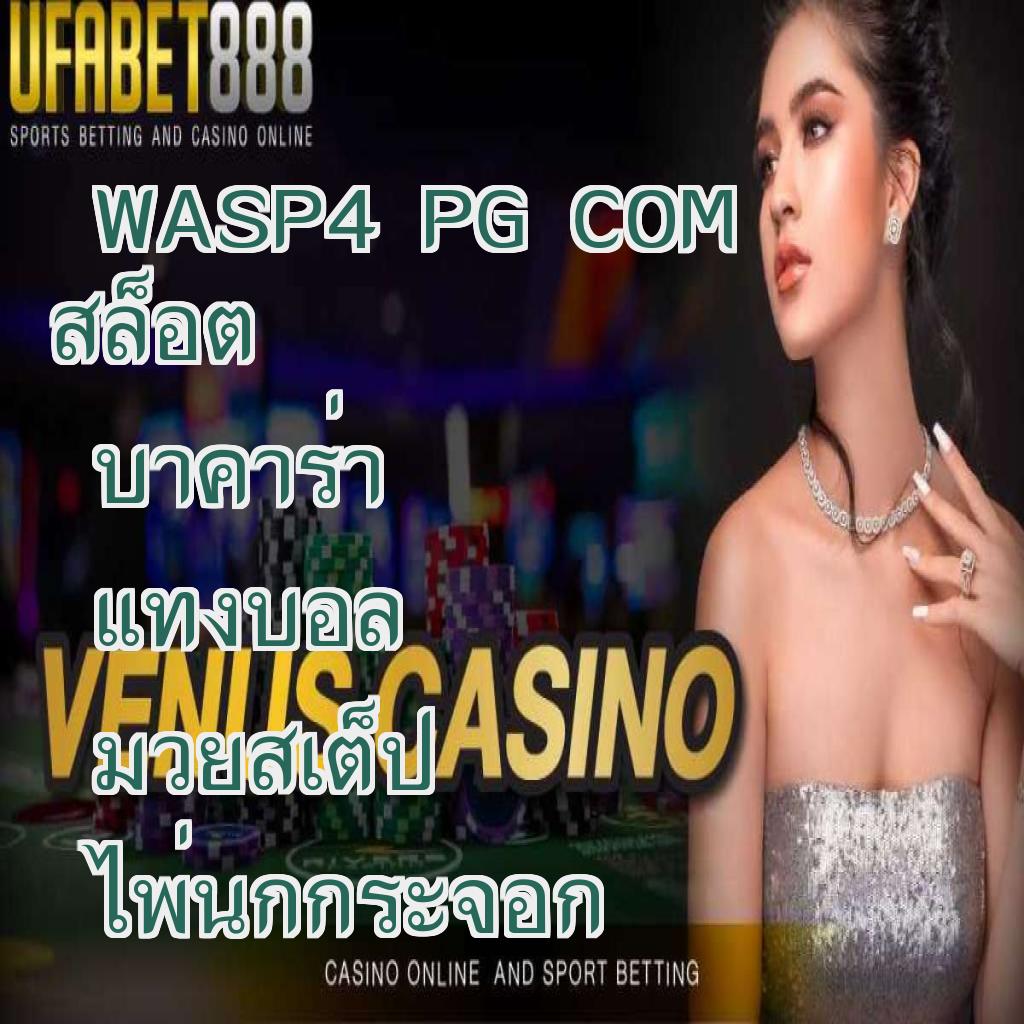 UFABET888
SPORTS BETTING AND CASINO ONLINE
WASP4 PG COM
สล็อต
บาคาร่า
แทงบอล
VENUS CASINO
มวยสเต็ป
ไพ่นกกระจอก
CASINO ONLINE AND SPORT BETTING